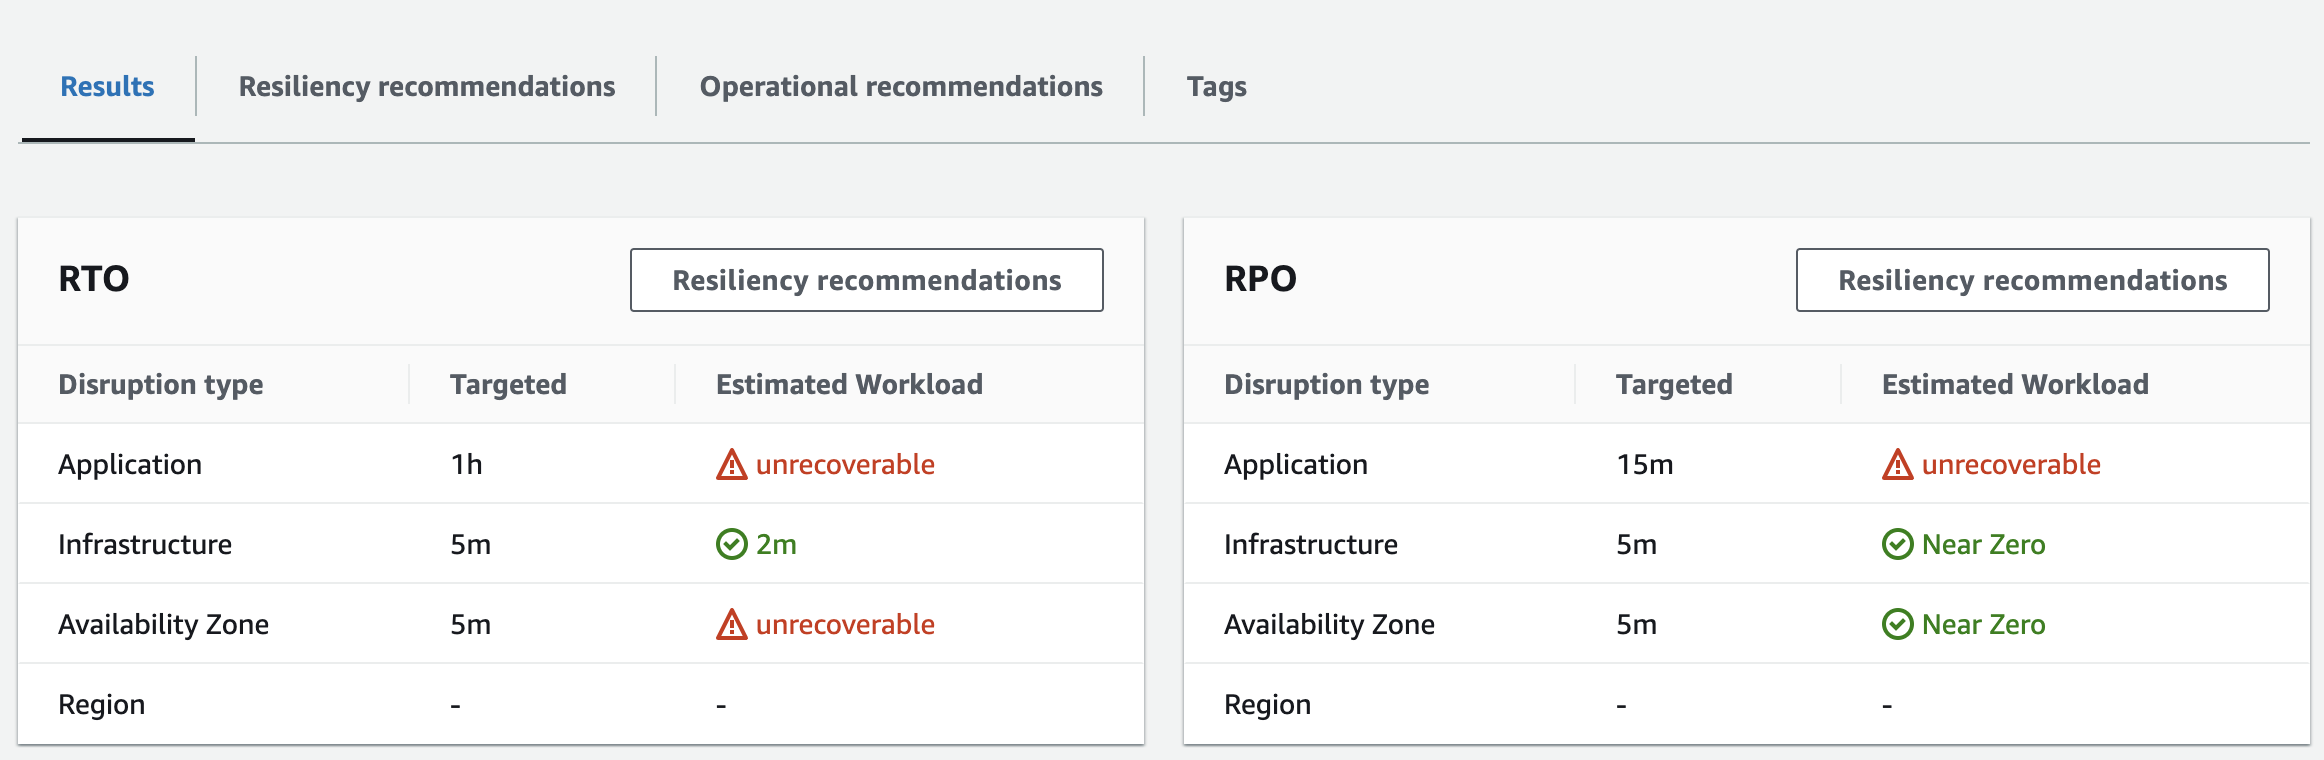 Results Resiliency recommendations Operational recommendations Tags
RTO Resiliency recommendations
Disruption type Targeted Estimated Workload
Application 1h unrecoverable
Infrastructure 5m 2m
Availability Zone 5m unrecoverable
Region - -
RPO Resiliency recommendations
Disruption type Targeted Estimated Workload
Application 15m unrecoverable
Infrastructure 5m Near Zero
Availability Zone 5m Near Zero
Region - -